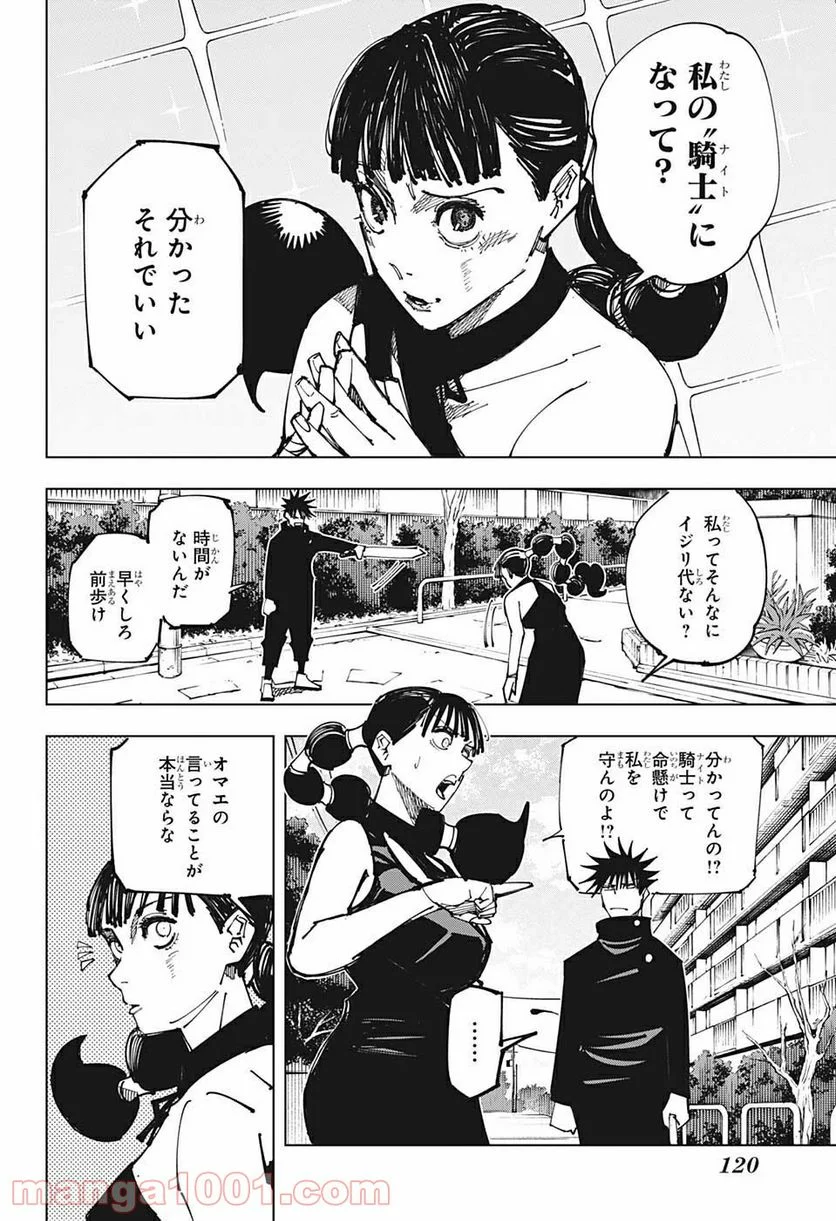 私の〝騎士〟に
なって?
分かった
それでいい
私ってそんなに
イジリ代ない?
時間が
ないんだ
早くしろ
前歩け
分かってんの!?
騎士って
命懸けで
私を
守んのよ!?
……
オマエの
言ってることが
本当ならな
120
manga1001.com